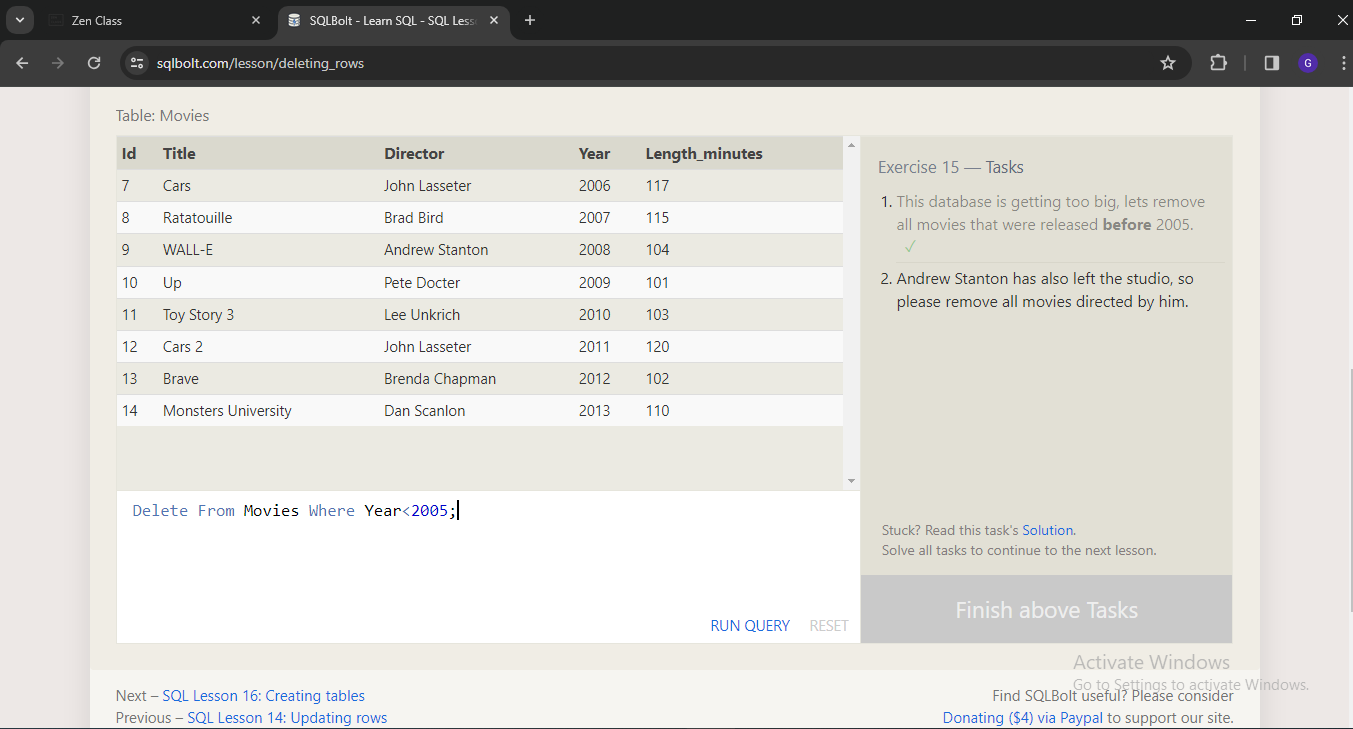 Zen Class
SQLBolt - Learn SQL - SQL Less
sqlbolt.com/lesson/deleting_rows
G
Table: Movies
Id Title Director Year Length_minutes
7 Cars John Lasseter 2006 117
8 Ratatouille Brad Bird 2007 115
9 WALL-E Andrew Stanton 2008 104
10 Up Pete Docter 2009 101
11 Toy Story 3 Lee Unkrich 2010 103
12 Cars 2 John Lasseter 2011 120
13 Brave Brenda Chapman 2012 102
14 Monsters University Dan Scanlon 2013 110
Delete From Movies Where Year<2005;
RUN QUERY RESET
Exercise 15 — Tasks
1. This database is getting too big, lets remove
all movies that were released before 2005.
✓
2. Andrew Stanton has also left the studio, so
please remove all movies directed by him.
Stuck? Read this task's Solution.
Solve all tasks to continue to the next lesson.
Finish above Tasks
Activate Windows
Go to Settings to activate Windows.
Next – SQL Lesson 16: Creating tables
Previous – SQL Lesson 14: Updating rows
Find SQLBolt useful? Please consider
Donating ($4) via Paypal to support our site.